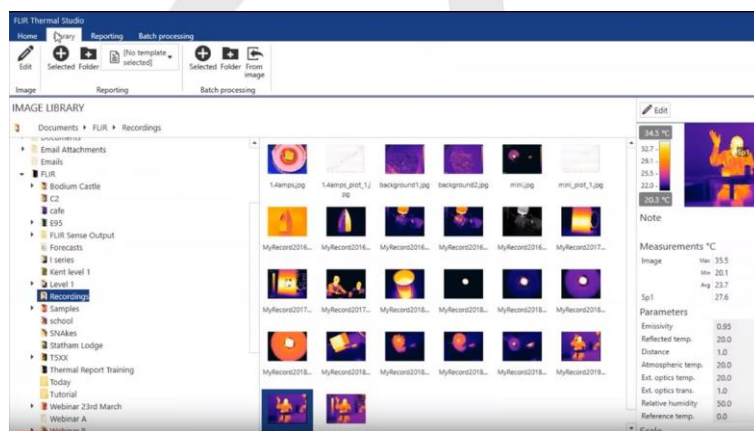 FLIR Thermal Studio
Home Library Reporting Batch processing
Edit
Selected Folder
[No template selected]
Selected Folder From image
Image Reporting Batch processing
IMAGE LIBRARY
Documents FLIR Recordings
Documents
Email Attachments
Emails
FLIR
Bodium Castle
C2
cafe
E95
FLIR Sense Output
Forecasts
I series
Kent level 1
Level 1
Recordings
Samples
school
SNAkes
Statham Lodge
T5XX
Thermal Report Training
Today
Tutorial
Webinar 23rd March
Webinar A
Webinar B
1.4amps.jpg 1.4amps_plot_1.jpg background1.jpg background2.jpg mini.jpg mini_plot_1.jpg
MyRecord2016... MyRecord2016... MyRecord2016... MyRecord2016... MyRecord2016... MyRecord2017...
MyRecord2017... MyRecord2017... MyRecord2018... MyRecord2018... MyRecord2018... MyRecord2018...
MyRecord2018... MyRecord2018... MyRecord2018... MyRecord2018... MyRecord2018... MyRecord2019...
Edit
34.5 °C
32.7
29.1
25.5
22.0
20.3 °C
Note
Measurements °C
Image Max 35.5
Min 20.1
Avg 23.7
Sp1 27.6
Parameters
Emissivity 0.95
Reflected temp. 20.0
Distance 1.0
Atmospheric temp. 20.0
Ext. optics temp. 20.0
Ext. optics trans. 1.0
Relative humidity 50.0
Reference temp. 0.0
Scale